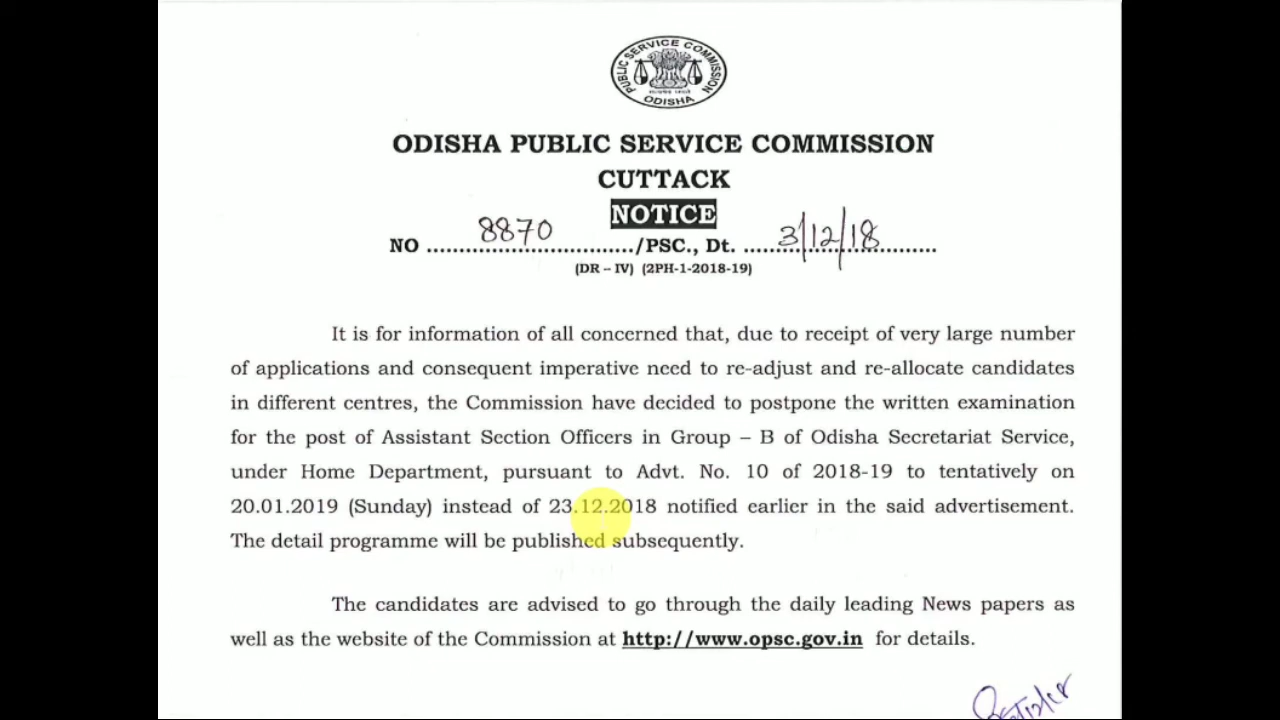 PUBLIC SERVICE COMMISSION
ODISHA
ODISHA PUBLIC SERVICE COMMISSION
CUTTACK
NOTICE
NO ......8870....../PSC., Dt. ......3/12/18......
(DR – IV) (2PH-1-2018-19)
It is for information of all concerned that, due to receipt of very large number
of applications and consequent imperative need to re-adjust and re-allocate candidates
in different centres, the Commission have decided to postpone the written examination
for the post of Assistant Section Officers in Group – B of Odisha Secretariat Service,
under Home Department, pursuant to Advt. No. 10 of 2018-19 to tentatively on
20.01.2019 (Sunday) instead of 23.12.2018 notified earlier in the said advertisement.
The detail programme will be published subsequently.
The candidates are advised to go through the daily leading News papers as
well as the website of the Commission at http://www.opsc.gov.in for details.